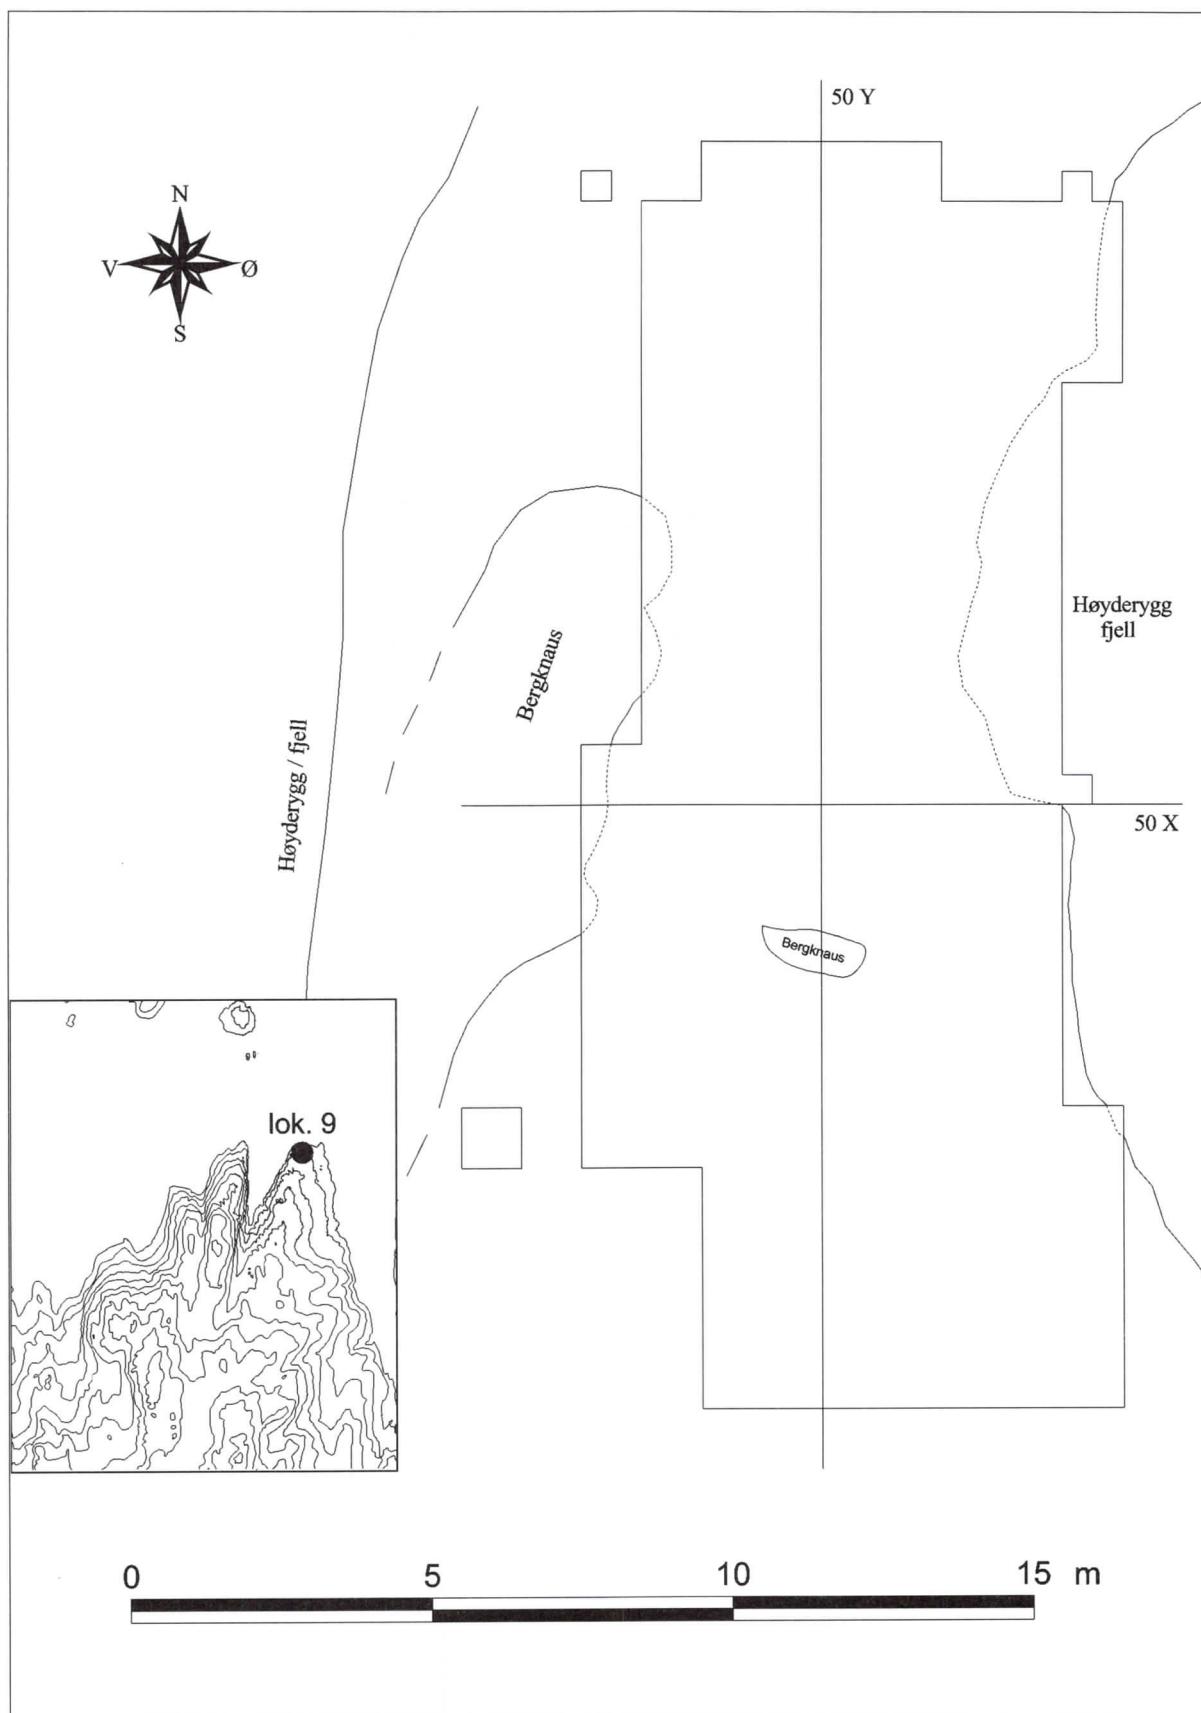 50 Y
N
V
Ø
S
Høyderygg
fjell
Bergknaus
Høyderygg / fjell
50 X
Bergknaus
lok. 9
0 5 10 15 m